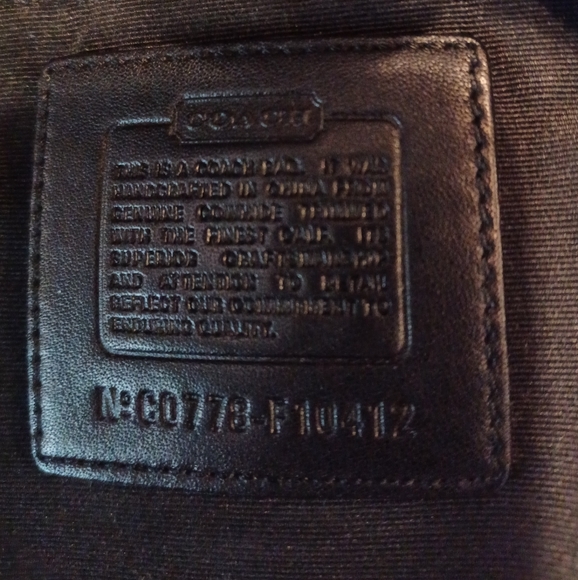 COACH
THIS IS A COACH BAG. IT WAS
HANDCRAFTED IN CHINA FROM
GENUINE COWHIDE TRIMMED
WITH THE FINEST CALF. ITS
SUPERIOR CRAFTSMANSHIP
AND ATTENTION TO DETAIL
REFLECT OUR COMMITMENT TO
ENDURING QUALITY.
Nº C0773-F10412